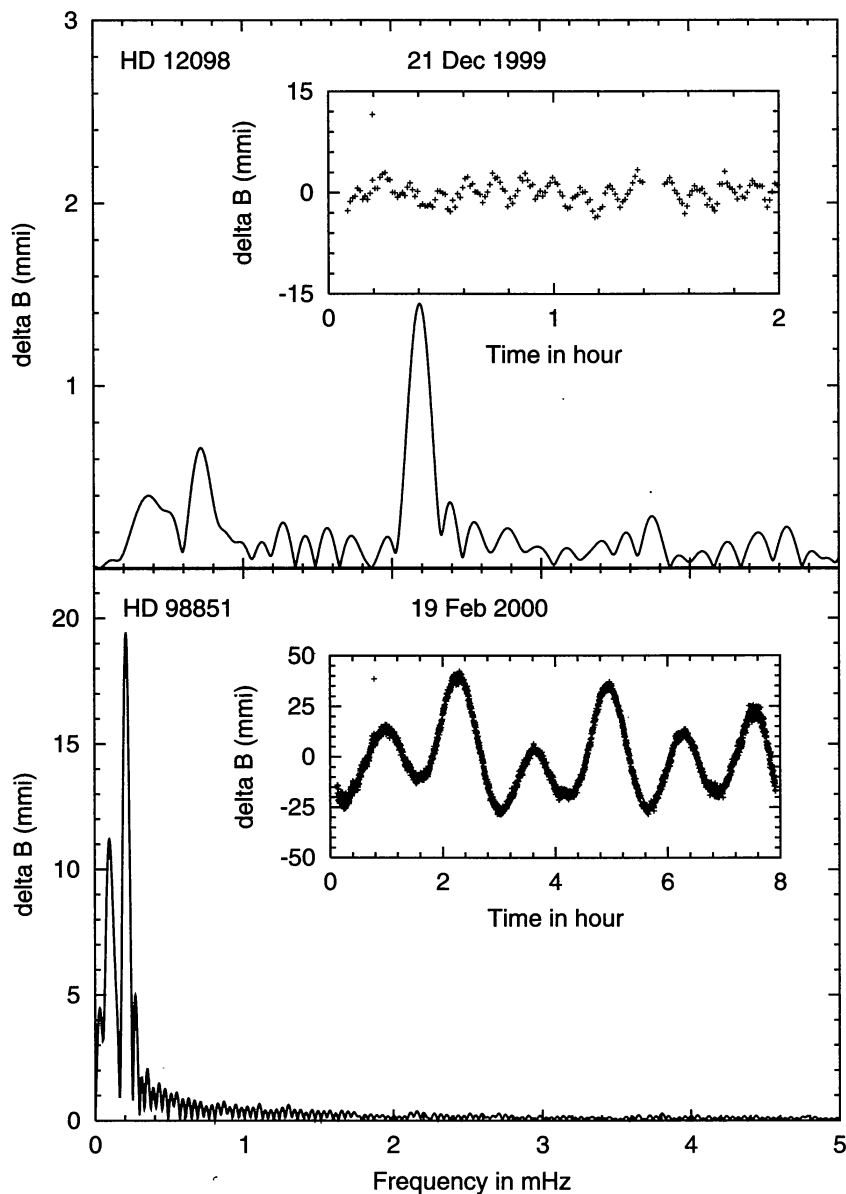 3
HD 12098 21 Dec 1999
15
delta B (mmi)
0
-15
0 1 2
Time in hour
2
delta B (mmi)
1
HD 98851 19 Feb 2000
20
50
25
delta B (mmi)
0
-25
-50
0 2 4 6 8
Time in hour
15
delta B (mmi)
10
5
0
0 1 2 3 4 5
Frequency in mHz